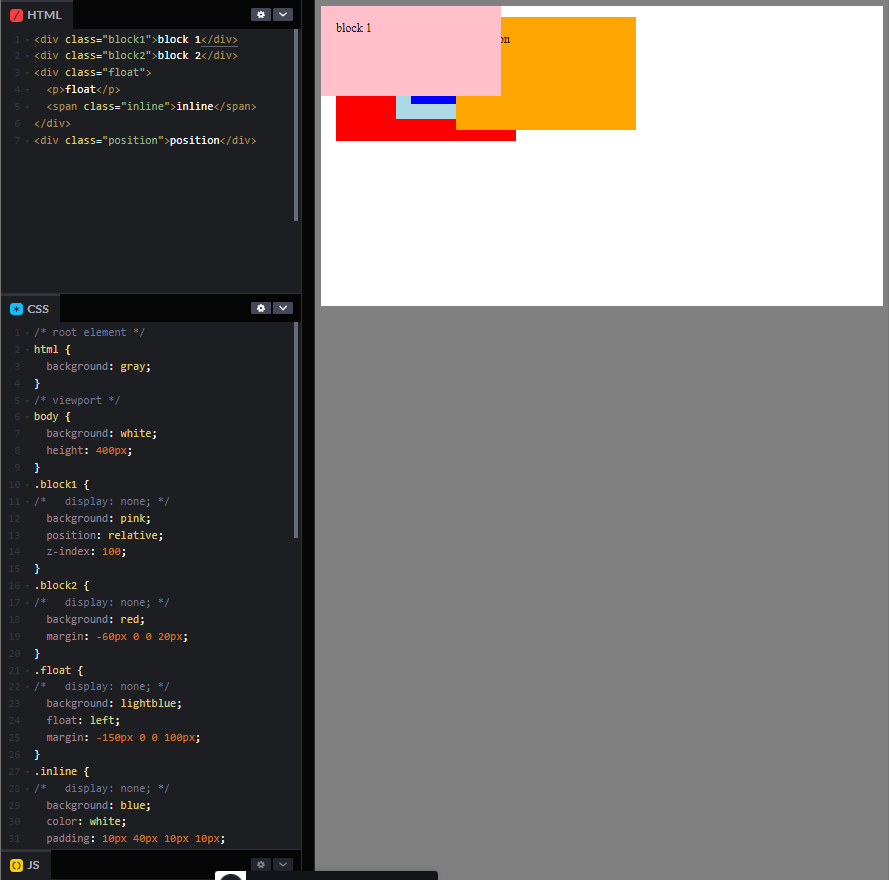 HTML
1 <div class="block1">block 1</div>
2 <div class="block2">block 2</div>
3 <div class="float">
4 <p>float</p>
5 <span class="inline">inline</span>
6 </div>
7 <div class="position">position</div>
CSS
1 /* root element */
2 html {
3 background: gray;
4 }
5 /* viewport */
6 body {
7 background: white;
8 height: 400px;
9 }
10 .block1 {
11 /* display: none; */
12 background: pink;
13 position: relative;
14 z-index: 100;
15 }
16 .block2 {
17 /* display: none; */
18 background: red;
19 margin: -60px 0 0 20px;
20 }
21 .float {
22 /* display: none; */
23 background: lightblue;
24 float: left;
25 margin: -150px 0 0 100px;
26 }
27 .inline {
28 /* display: none; */
29 background: blue;
30 color: white;
31 padding: 10px 40px 10px 10px;
JS
block 1
on